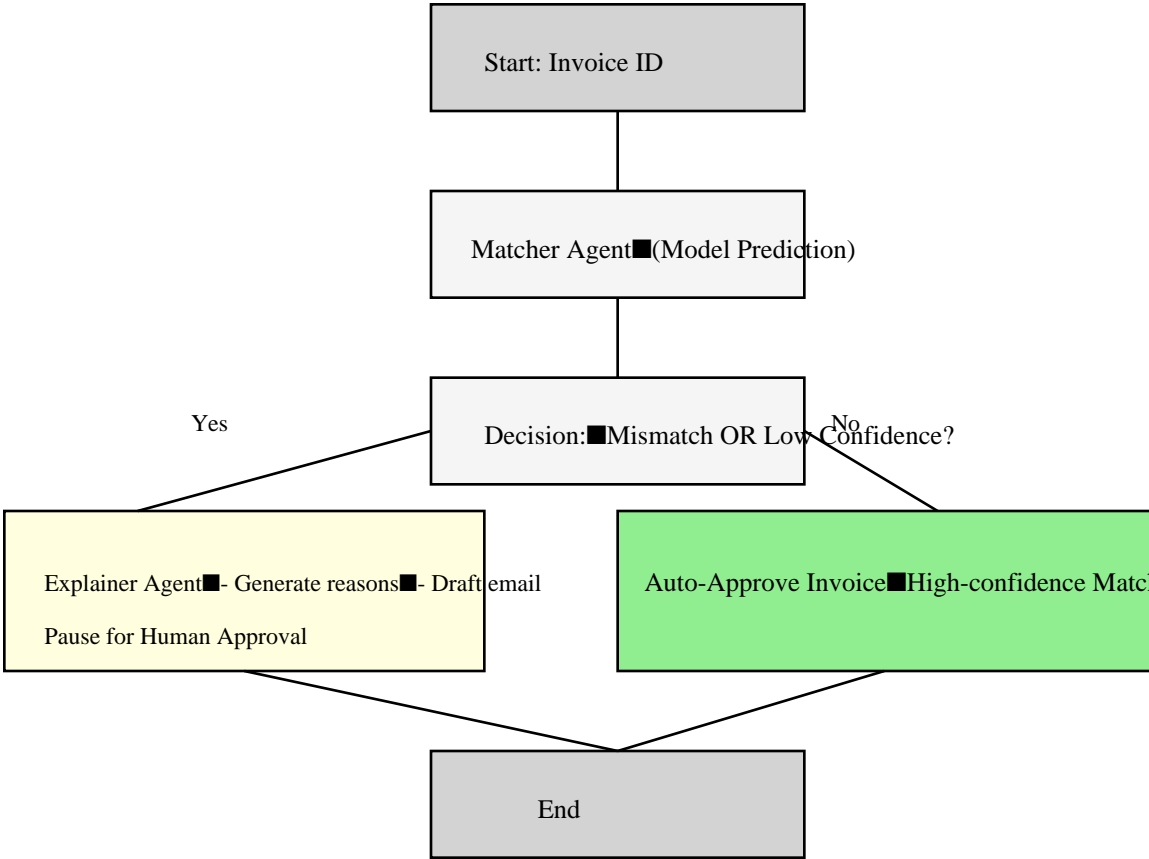 Start: Invoice ID
Matcher Agent■(Model Prediction)
Yes
No
Decision:■Mismatch OR Low Confidence?
Explainer Agent■- Generate reasons■- Draft email
Pause for Human Approval
Auto-Approve Invoice■High-confidence Matc
End